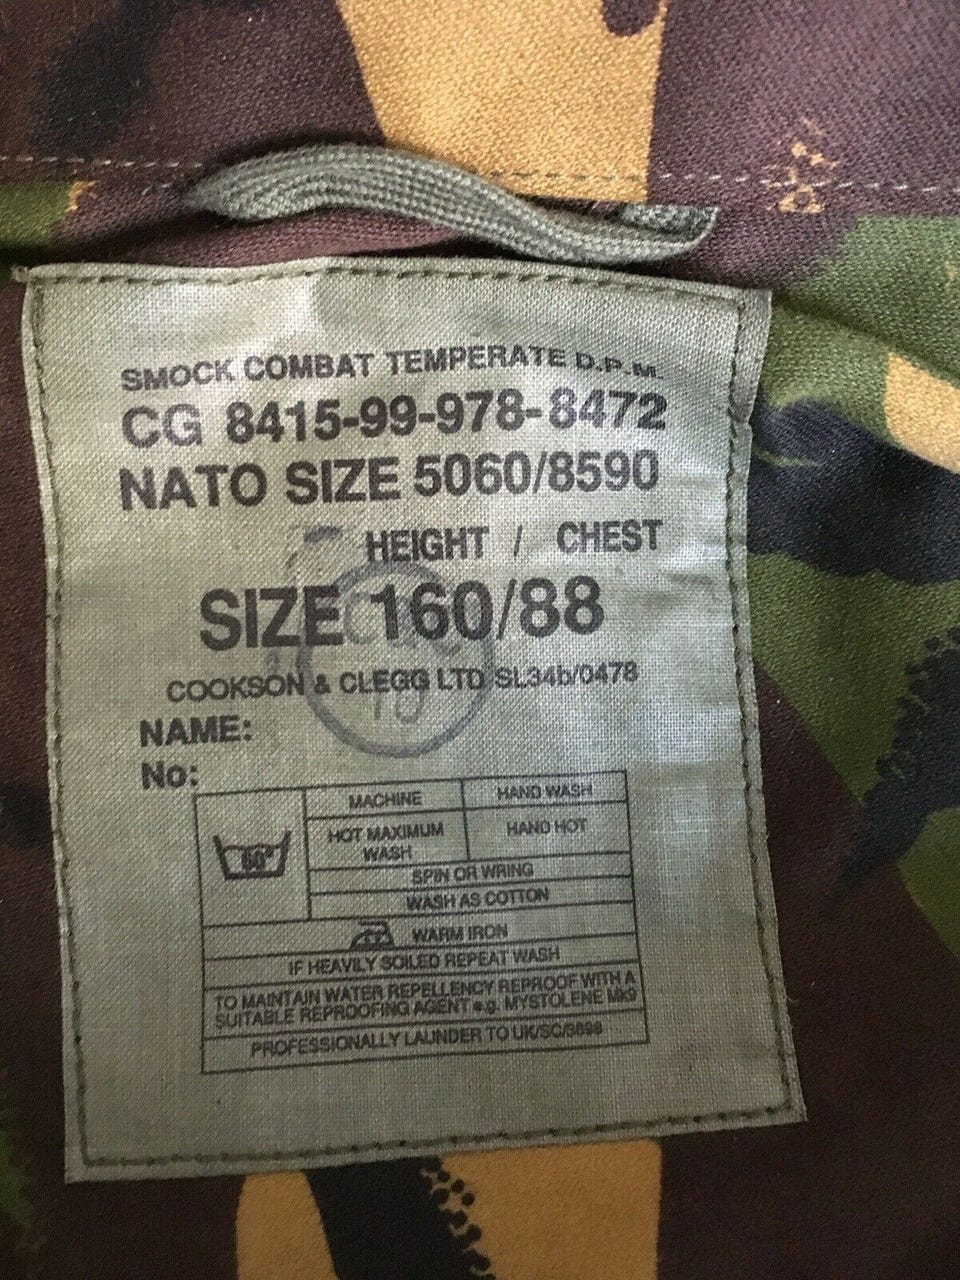 SMOCK COMBAT TEMPERATE D.P.M.
CG 8415-99-978-8472
NATO SIZE 5060/8590
HEIGHT / CHEST
SIZE 160/88
COOKSON & CLEGG LTD SL34b/0478
NAME:
No:
MACHINE HAND WASH
60° HOT MAXIMUM HAND HOT
WASH
SPIN OR WRING
WASH AS COTTON
WARM IRON
IF HEAVILY SOILED REPEAT WASH
TO MAINTAIN WATER REPELLENCY REPROOF WITH A
SUITABLE REPROOFING AGENT e.g. MYSTOLENE Mk9
PROFESSIONALLY LAUNDER TO